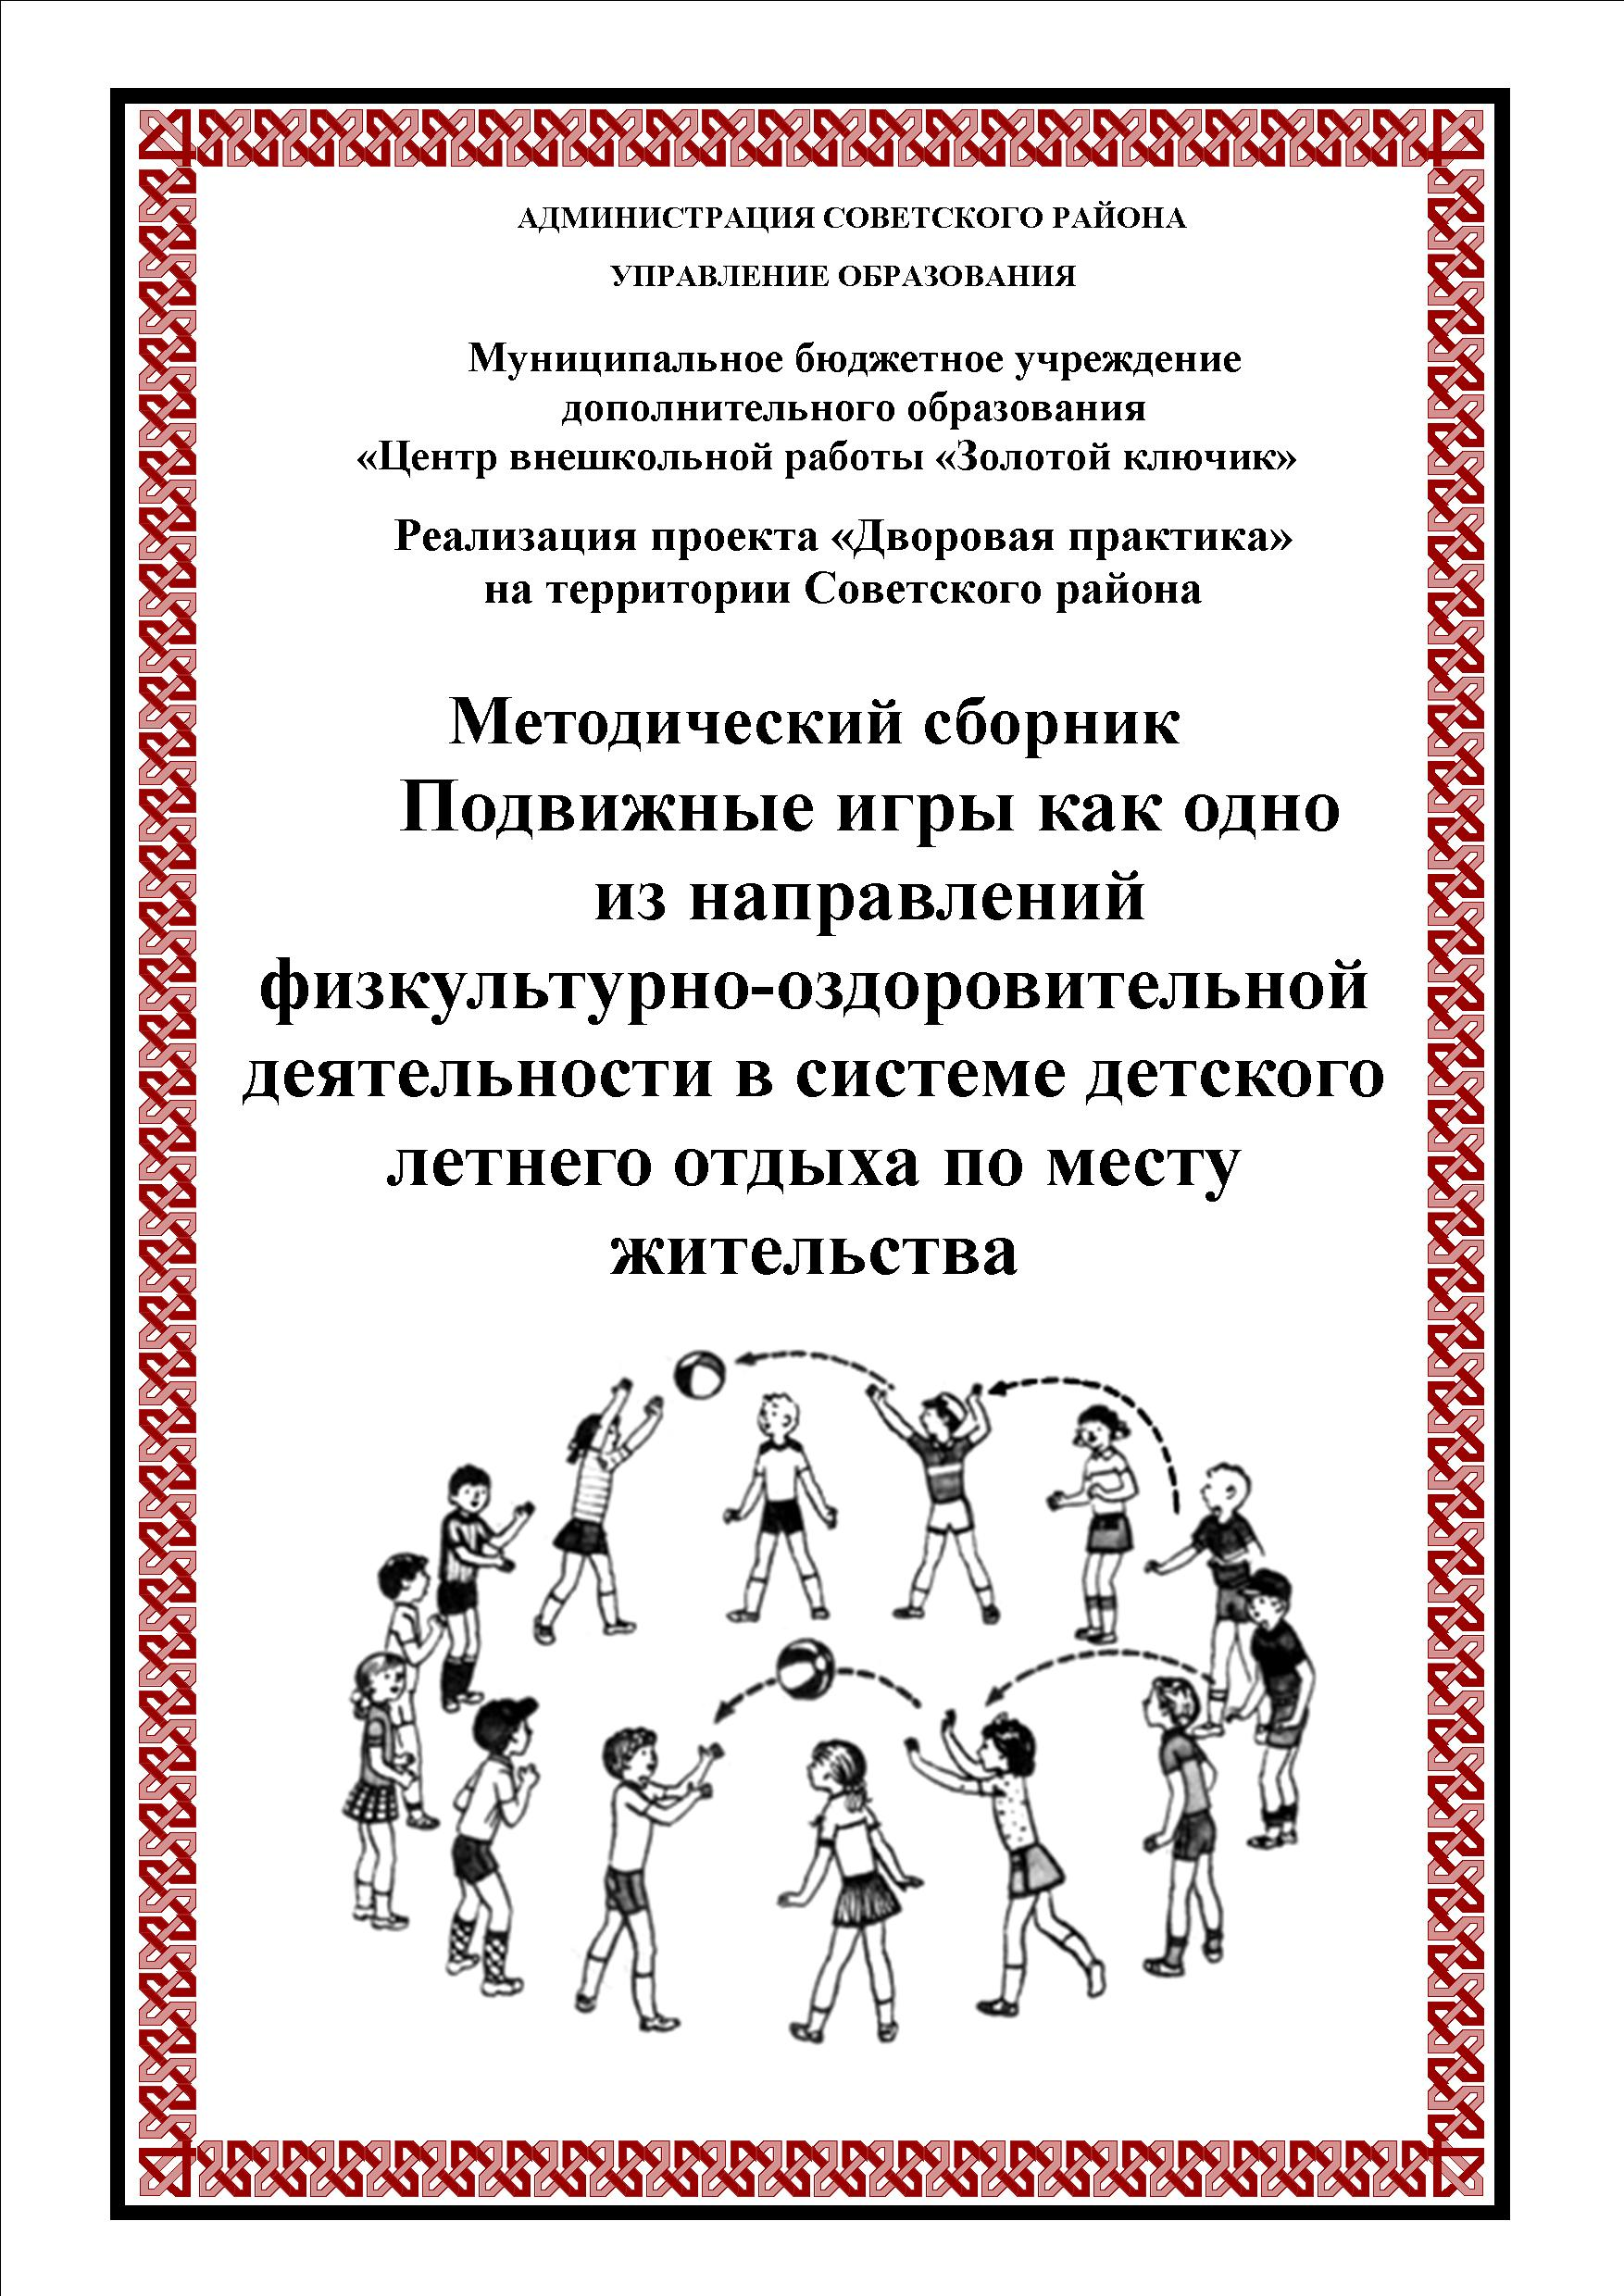 АДМИНИСТРАЦИЯ СОВЕТСКОГО РАЙОНА
УПРАВЛЕНИЕ ОБРАЗОВАНИЯ
Муниципальное бюджетное учреждение
дополнительного образования
«Центр внешкольной работы «Золотой ключик»
Реализация проекта «Дворовая практика»
на территории Советского района
Методический сборник
Подвижные игры как одно
из направлений
физкультурно-оздоровительной
деятельности в системе детского
летнего отдыха по месту
жительства